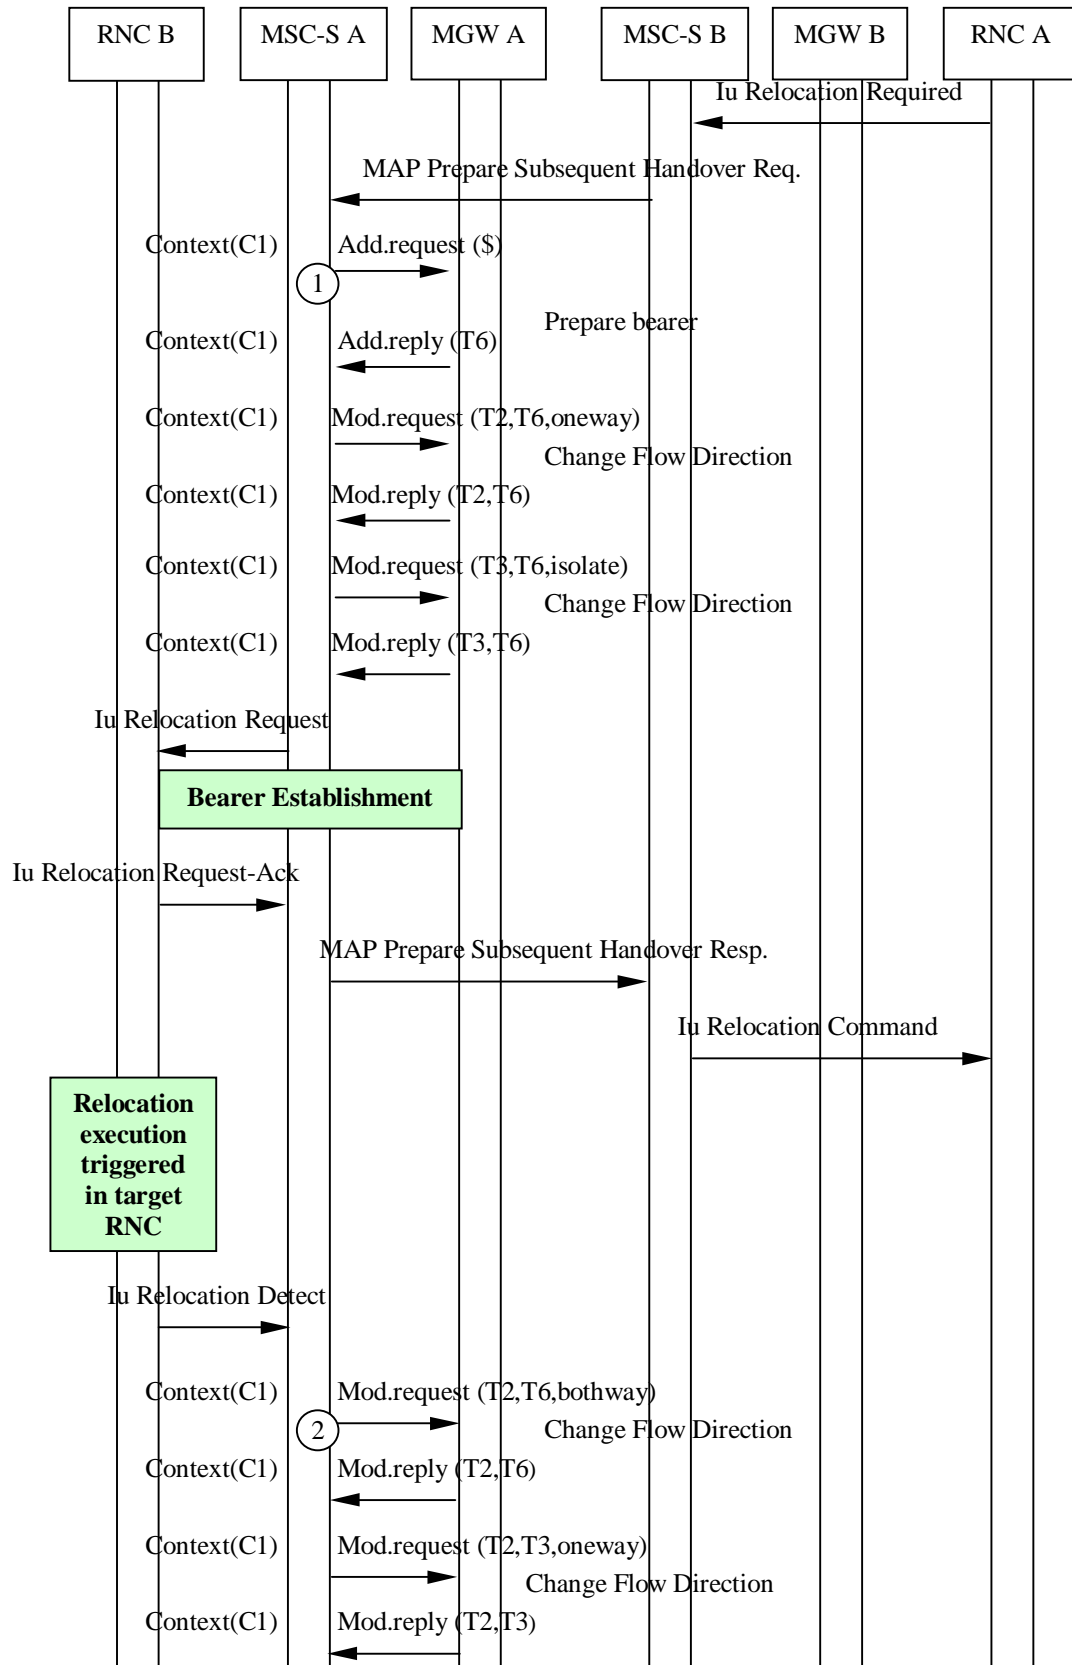 RNC B
MSC-S A
MGW A
MSC-S B
MGW B
RNC A
Iu Relocation Required
MAP Prepare Subsequent Handover Req.
Context(C1)
Add.request ($)
1
Prepare bearer
Context(C1)
Add.reply (T6)
Context(C1)
Mod.request (T2,T6,oneway)
Change Flow Direction
Context(C1)
Mod.reply (T2,T6)
Context(C1)
Mod.request (T3,T6,isolate)
Change Flow Direction
Context(C1)
Mod.reply (T3,T6)
Iu Relocation Request
Bearer Establishment
Iu Relocation Request-Ack
MAP Prepare Subsequent Handover Resp.
Iu Relocation Command
Relocation
execution
triggered
in target
RNC
Iu Relocation Detect
Context(C1)
Mod.request (T2,T6,bothway)
2
Change Flow Direction
Context(C1)
Mod.reply (T2,T6)
Context(C1)
Mod.request (T2,T3,oneway)
Change Flow Direction
Context(C1)
Mod.reply (T2,T3)